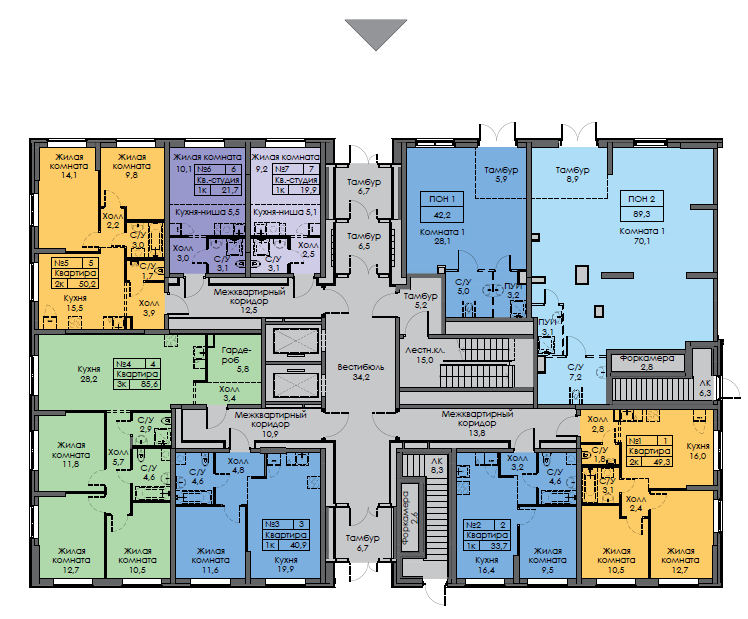 Жилая
комната
14,1
Жилая
комната
9,8
Холл
2,2
С/У
3,0
С/У
1,7
№5 5
Квартира
2К 50,2
Кухня
15,5
Холл
3,9
Жилая комната
10,1
№6 6
Кв.-студия
1К 21,7
Кухня-ниша 5,5
Холл
3,0
С/У
3,1
Жилая комната
9,2
№7 7
Кв.-студия
1К 19,9
Кухня-ниша 5,1
Холл
2,5
С/У
3,1
Тамбур
6,7
Тамбур
6,5
Межквартирный
коридор
12,5
Тамбур
5,9
ПОН 1
42,2
Комната 1
28,1
С/У
5,0
ПУИ
3,2
Тамбур
5,2
Лестн.кл.
15,0
Тамбур
8,9
ПОН 2
89,3
Комната 1
70,1
ПУИ
3,1
С/У
7,2
Форкамера
2,8
ЛК
6,3
Вестибюль
34,2
Кухня
28,2
№4 4
Квартира
3К 85,6
Гарде-
роб
5,8
Холл
3,4
С/У
2,9
Жилая
комната
11,8
Холл
5,7
С/У
4,6
Жилая
комната
12,7
Жилая
комната
10,5
Межквартирный
коридор
10,9
С/У
4,6
Холл
4,8
№3 3
Квартира
1К 40,9
Жилая
комната
11,6
Кухня
19,9
Тамбур
6,7
Межквартирный
коридор
13,8
ЛК
8,3
Форкамера
2,6
Холл
3,2
С/У
4,6
№2 2
Квартира
1К 33,7
Кухня
16,4
Жилая
комната
9,5
Холл
2,8
С/У
1,8
С/У
3,1
№1 1
Квартира
2К 49,3
Кухня
16,0
Холл
2,4
Жилая
комната
10,5
Жилая
комната
12,7